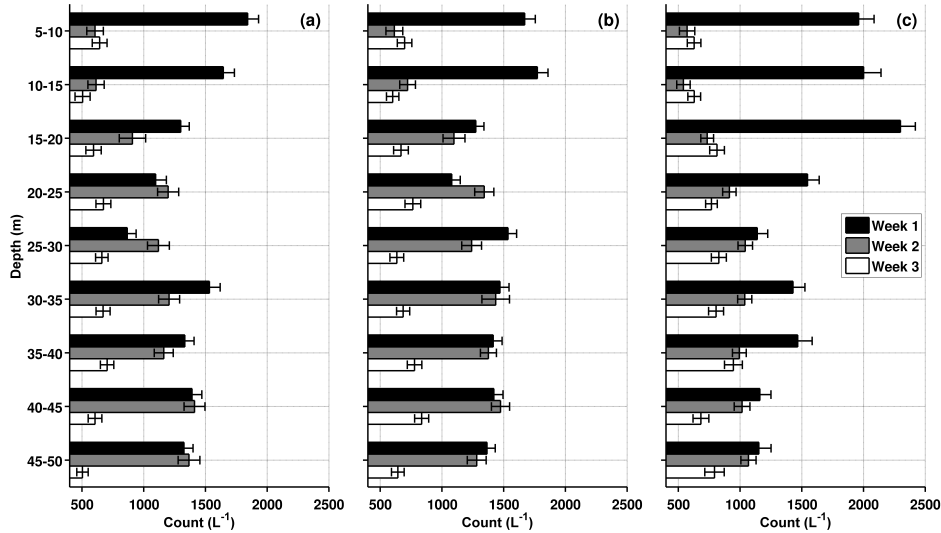 (a)
(b)
(c)
Depth (m)
5-10
10-15
15-20
20-25
25-30
30-35
35-40
40-45
45-50
Week 1
Week 2
Week 3
500 1000 1500 2000 2500
500 1000 1500 2000 2500
500 1000 1500 2000 2500
Count (L⁻¹)
Count (L⁻¹)
Count (L⁻¹)